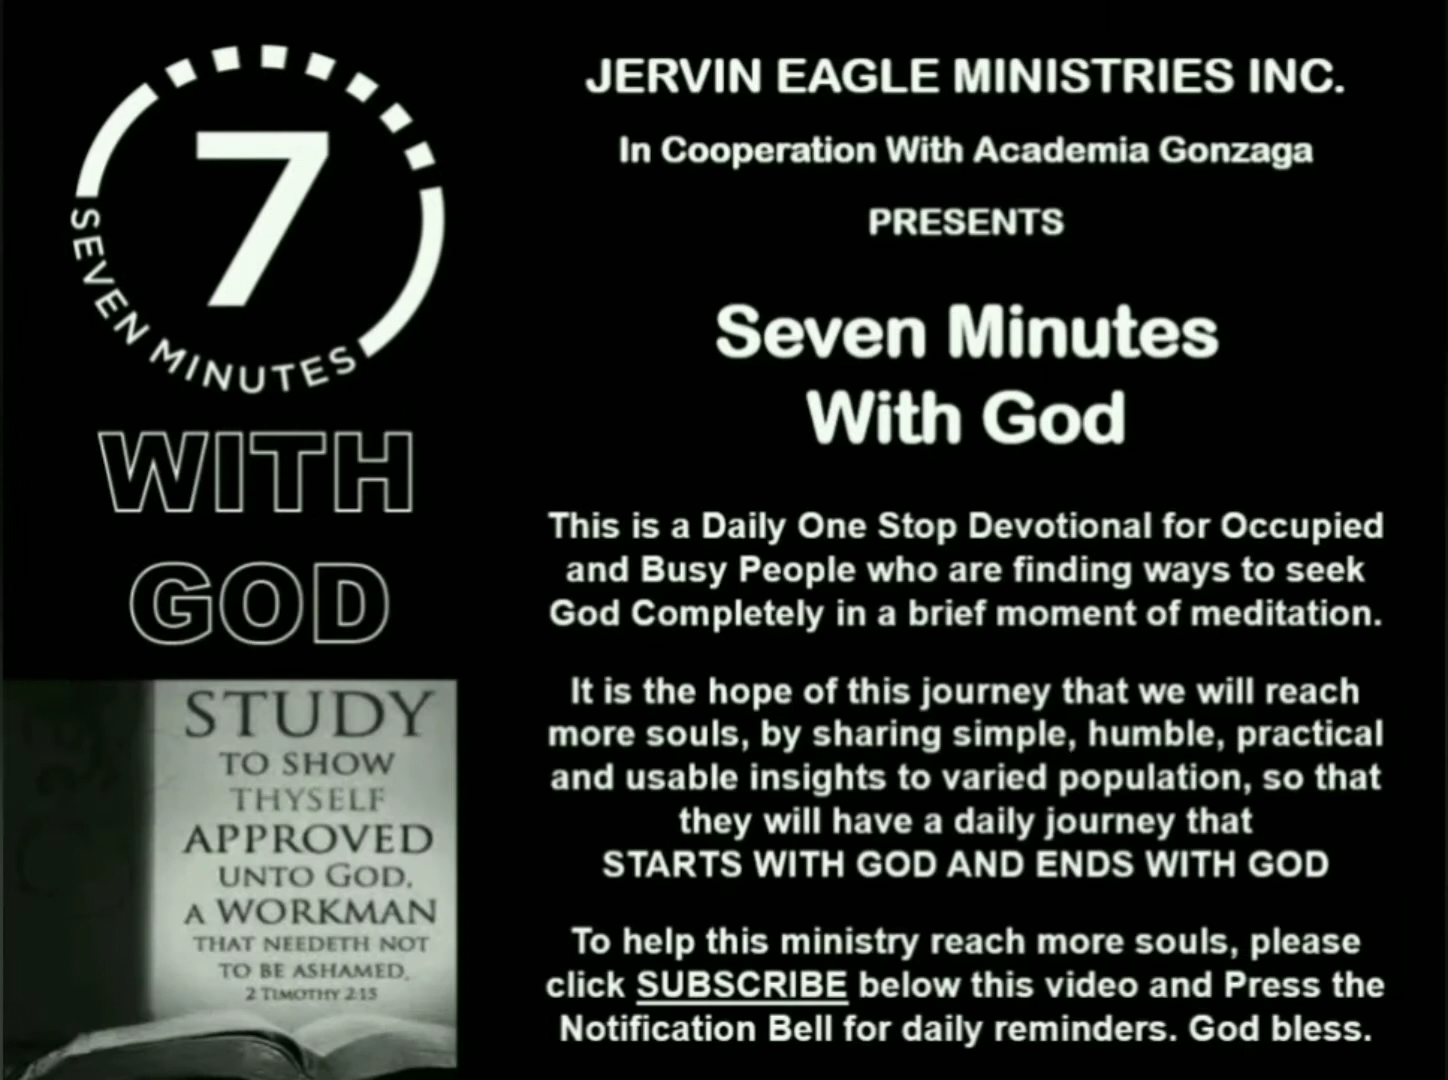 7
SEVEN MINUTES
WITH
GOD
STUDY
TO SHOW
THYSELF
APPROVED
UNTO GOD,
A WORKMAN
THAT NEEDETH NOT
TO BE ASHAMED,
2 TIMOTHY 2:15
JERVIN EAGLE MINISTRIES INC.
In Cooperation With Academia Gonzaga
PRESENTS
Seven Minutes
With God
This is a Daily One Stop Devotional for Occupied
and Busy People who are finding ways to seek
God Completely in a brief moment of meditation.
It is the hope of this journey that we will reach
more souls, by sharing simple, humble, practical
and usable insights to varied population, so that
they will have a daily journey that
STARTS WITH GOD AND ENDS WITH GOD
To help this ministry reach more souls, please
click SUBSCRIBE below this video and Press the
Notification Bell for daily reminders. God bless.